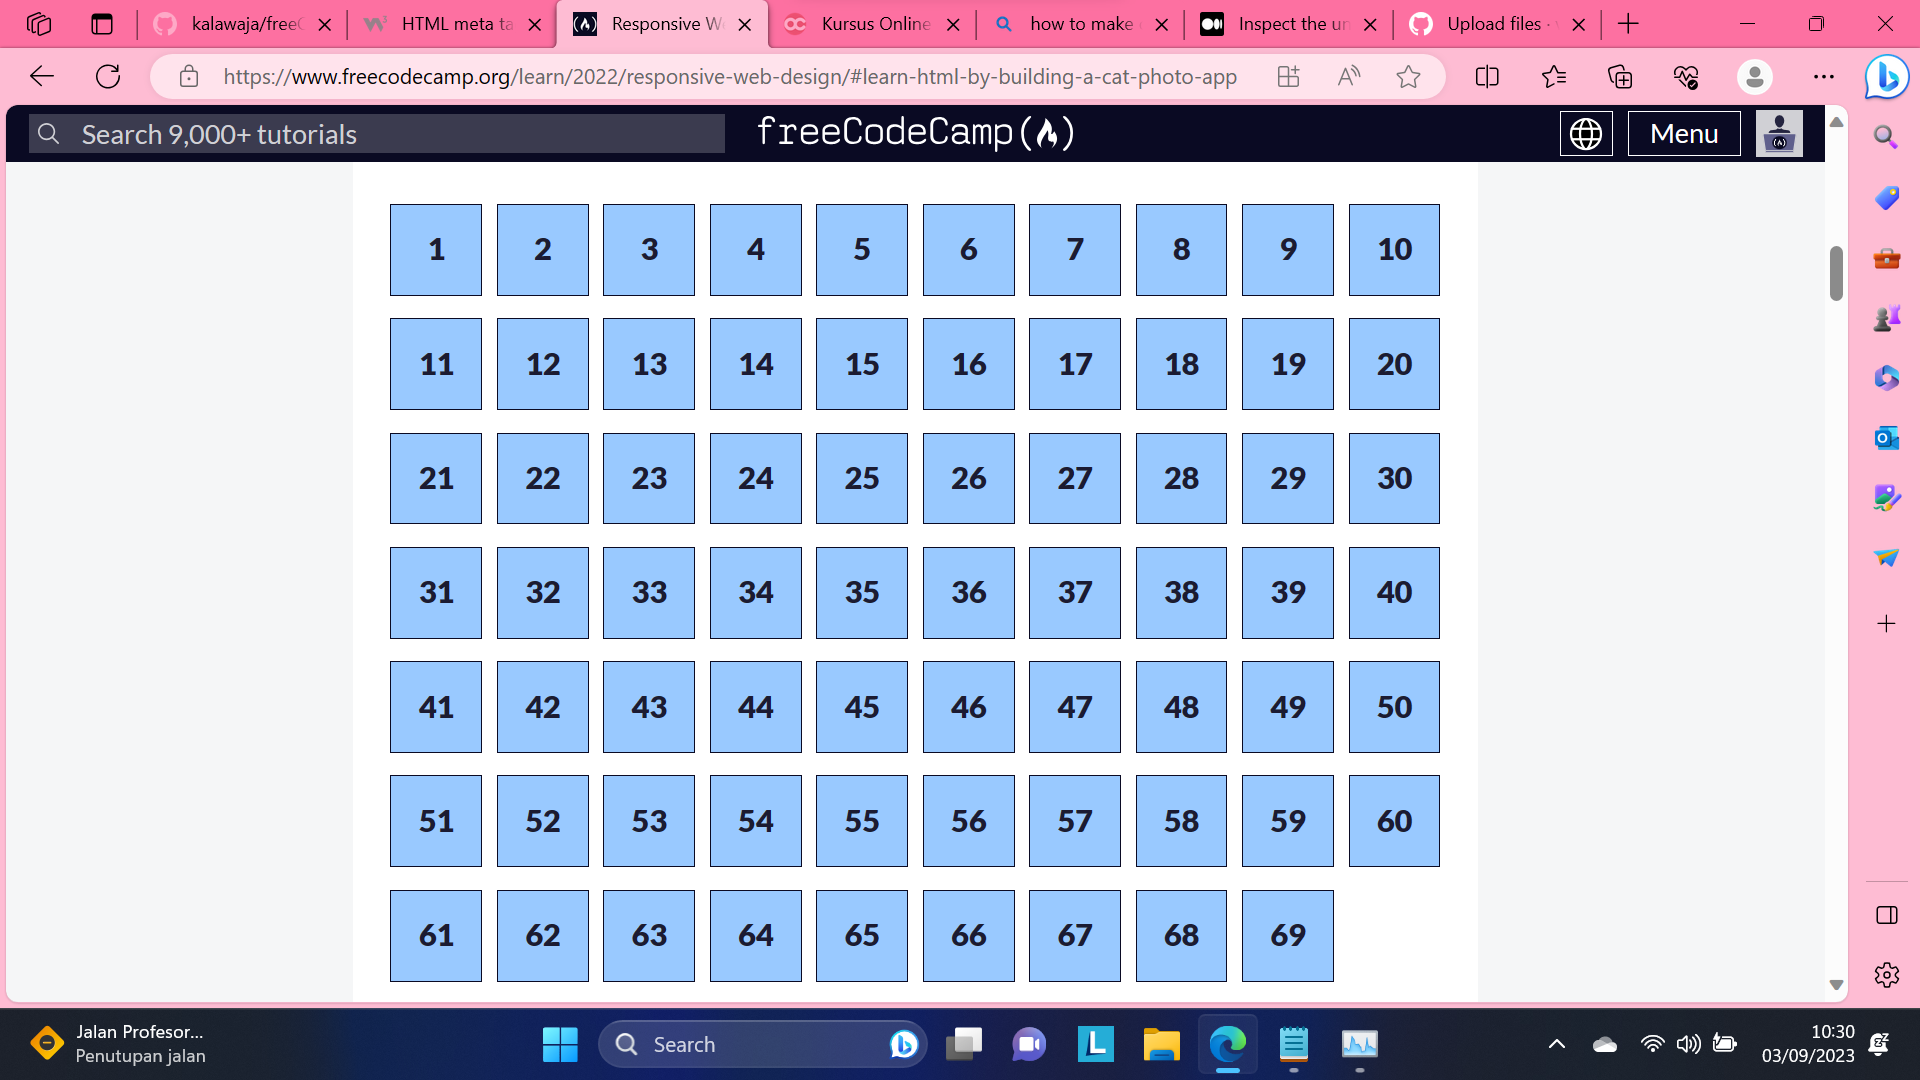 kalawaja/free
HTML meta ta
Responsive W
Kursus Online
how to make
Inspect the un
Upload files ·
https://www.freecodecamp.org/learn/2022/responsive-web-design/#learn-html-by-building-a-cat-photo-app
Search 9,000+ tutorials
freeCodeCamp
Menu
1 2 3 4 5 6 7 8 9 10
11 12 13 14 15 16 17 18 19 20
21 22 23 24 25 26 27 28 29 30
31 32 33 34 35 36 37 38 39 40
41 42 43 44 45 46 47 48 49 50
51 52 53 54 55 56 57 58 59 60
61 62 63 64 65 66 67 68 69
Jalan Profesor...
Penutupan jalan
Search
10:30
03/09/2023